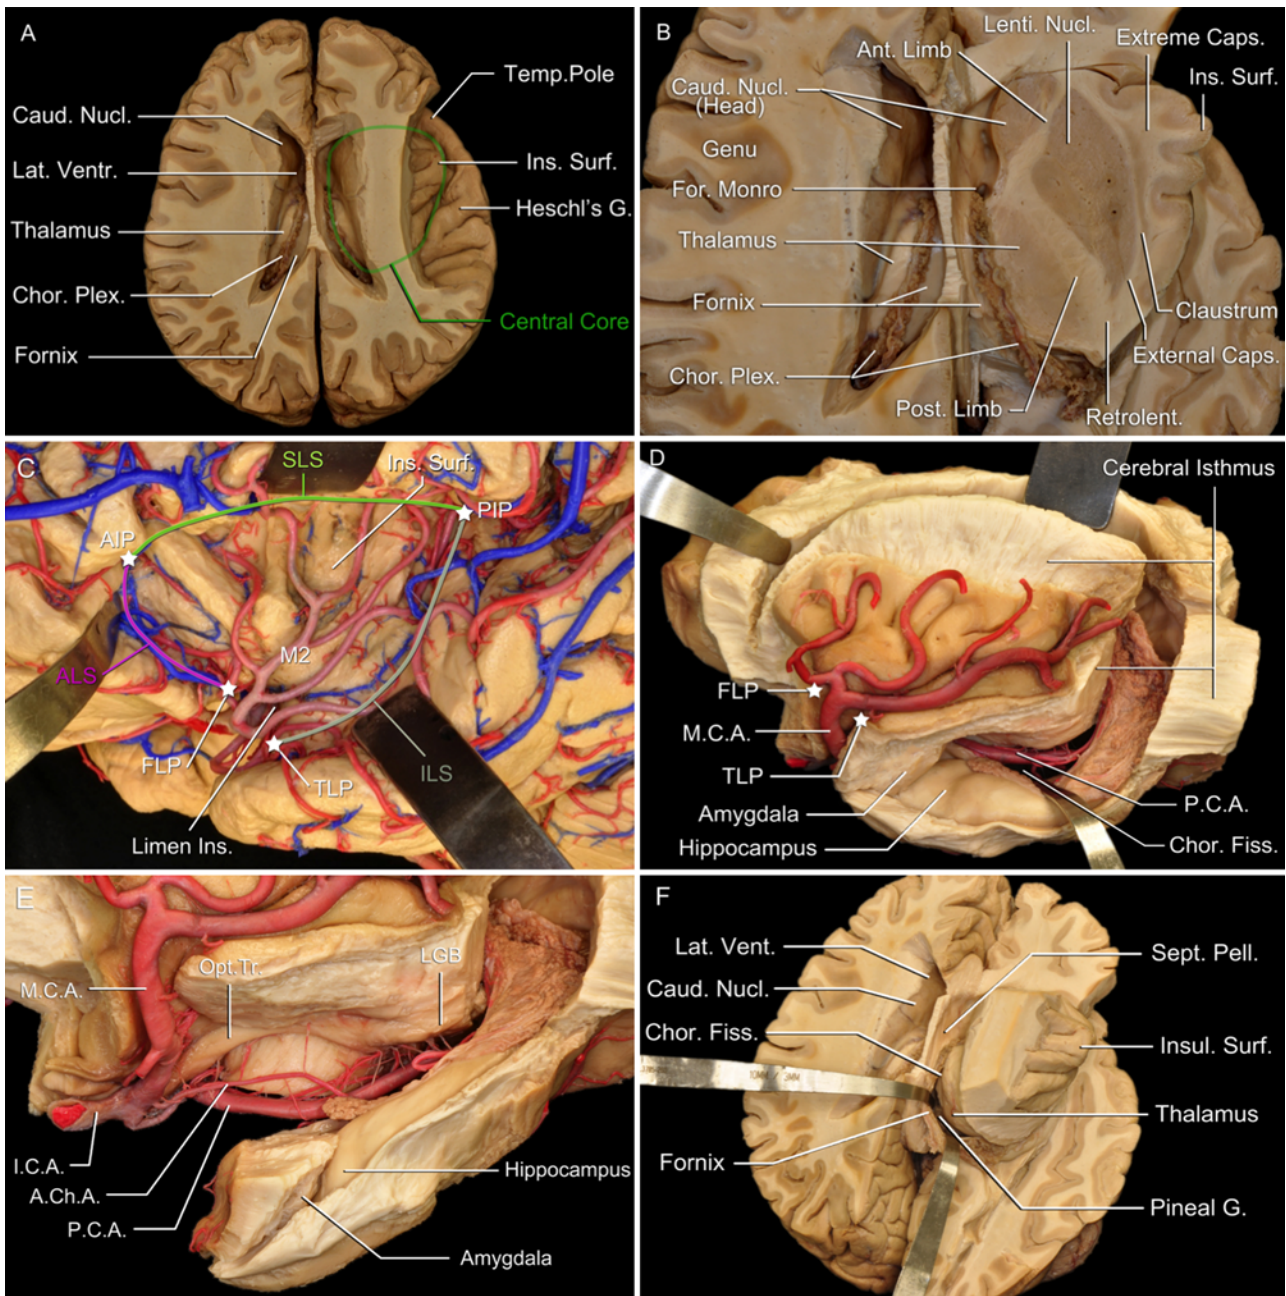 A
Temp.Pole
Caud. Nucl.
Lat. Ventr.
Ins. Surf.
Heschl's G.
Thalamus
Chor. Plex.
Central Core
Fornix
B
Lenti. Nucl.
Ant. Limb
Extreme Caps.
Ins. Surf.
Caud. Nucl.
(Head)
Genu
For. Monro
Thalamus
Fornix
Claustrum
External Caps.
Chor. Plex.
Post. Limb
Retrolent.
C
SLS
Ins. Surf.
PIP
AIP
M2
ALS
FLP
TLP
ILS
Limen Ins.
D
Cerebral Isthmus
FLP
M.C.A.
TLP
Amygdala
P.C.A.
Hippocampus
Chor. Fiss.
E
M.C.A.
Opt.Tr.
LGB
I.C.A.
A.Ch.A.
P.C.A.
Hippocampus
Amygdala
F
Lat. Vent.
Sept. Pell.
Caud. Nucl.
Chor. Fiss.
Insul. Surf.
Thalamus
Fornix
Pineal G.